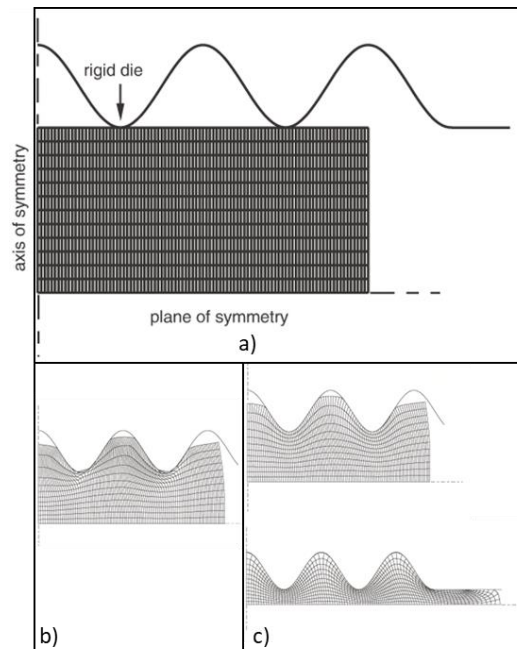 rigid die
axis of symmetry
plane of symmetry
a)
b)
c)